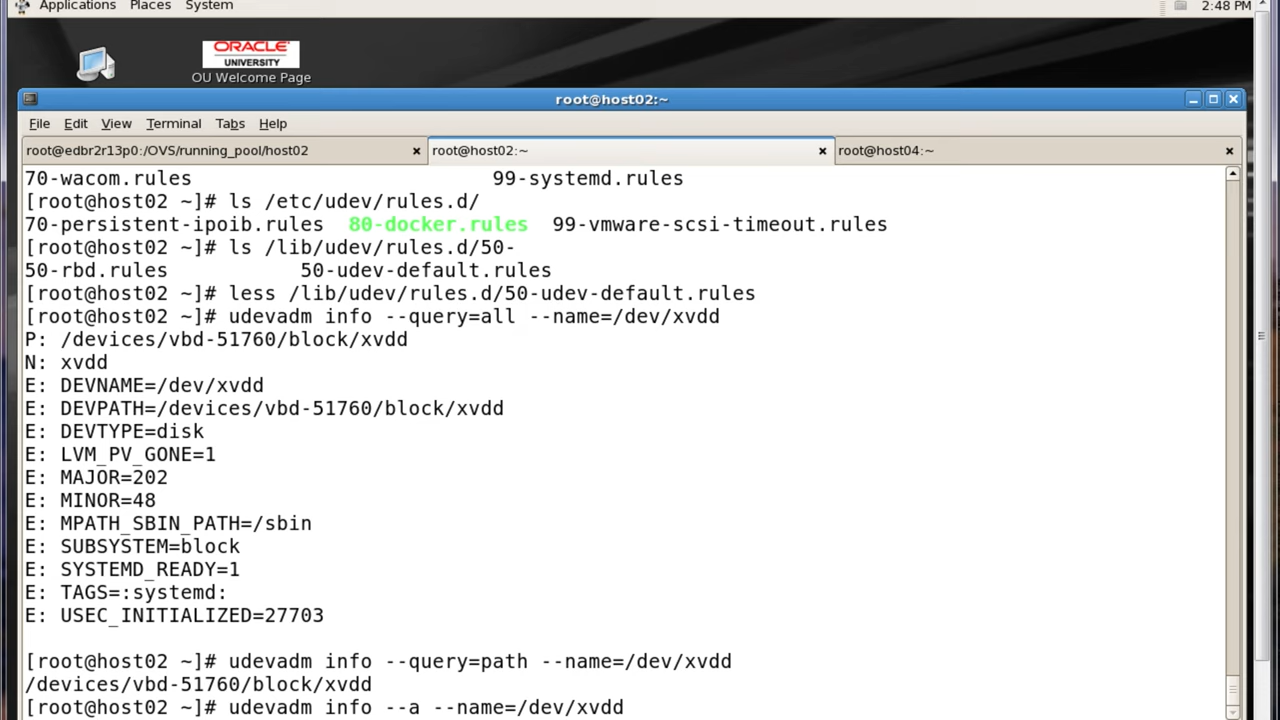 Applications Places System 2:48 PM
ORACLE
UNIVERSITY
OU Welcome Page
root@host02:~
File Edit View Terminal Tabs Help
root@edbr2r13p0:/OVS/running_pool/host02 root@host02:~ root@host04:~
70-wacom.rules 99-systemd.rules
[root@host02 ~]# ls /etc/udev/rules.d/
70-persistent-ipoib.rules 80-docker.rules 99-vmware-scsi-timeout.rules
[root@host02 ~]# ls /lib/udev/rules.d/50-
50-rbd.rules 50-udev-default.rules
[root@host02 ~]# less /lib/udev/rules.d/50-udev-default.rules
[root@host02 ~]# udevadm info --query=all --name=/dev/xvdd
P: /devices/vbd-51760/block/xvdd
N: xvdd
E: DEVNAME=/dev/xvdd
E: DEVPATH=/devices/vbd-51760/block/xvdd
E: DEVTYPE=disk
E: LVM_PV_GONE=1
E: MAJOR=202
E: MINOR=48
E: MPATH_SBIN_PATH=/sbin
E: SUBSYSTEM=block
E: SYSTEMD_READY=1
E: TAGS=:systemd:
E: USEC_INITIALIZED=27703
[root@host02 ~]# udevadm info --query=path --name=/dev/xvdd
/devices/vbd-51760/block/xvdd
[root@host02 ~]# udevadm info --a --name=/dev/xvdd